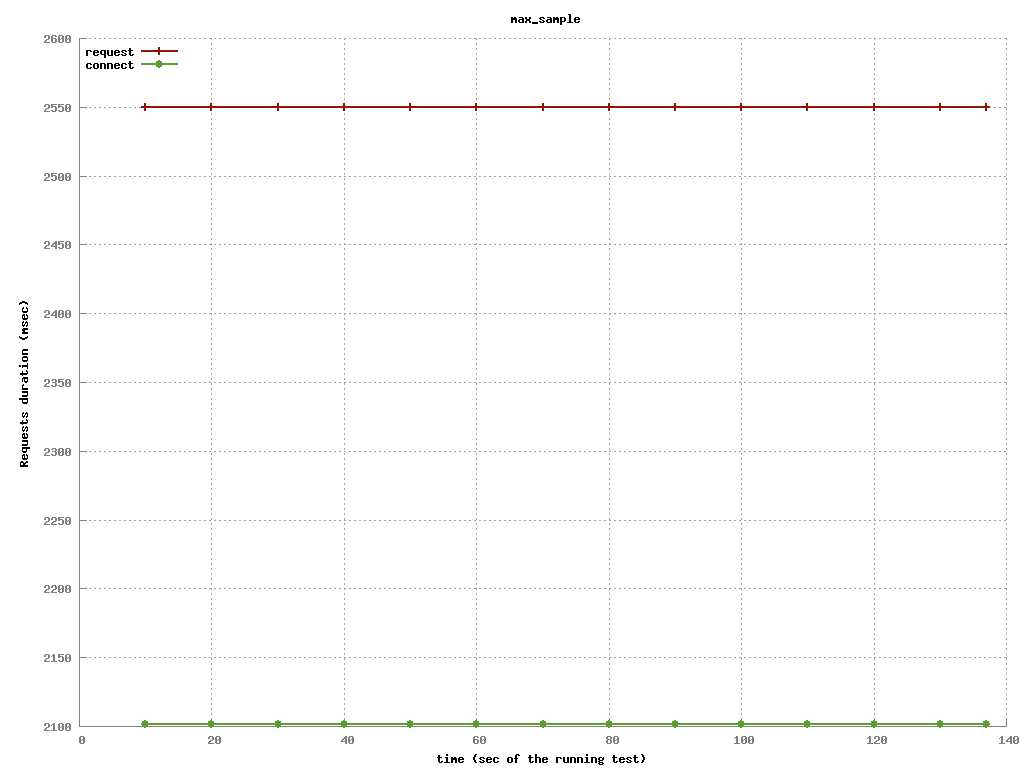 max_sample
2600
request
connect
2550
2500
2450
2400
2350
2300
2250
2200
2150
2100
Requests duration (msec)
0 20 40 60 80 100 120 140
time (sec of the running test)